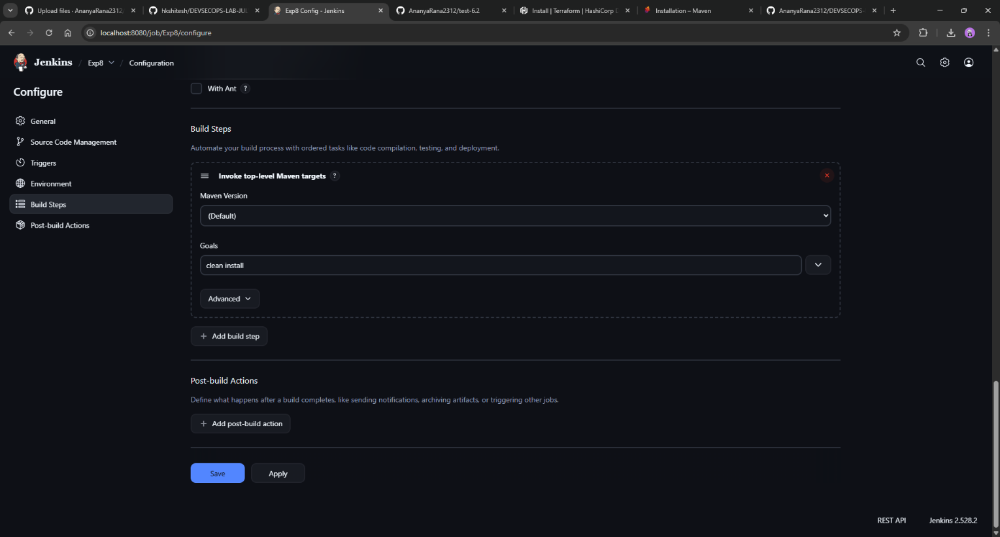 Upload files · AnanyaRana2312/
hkshitesh/DEVSECOPS-LAB-JUL
Exp8 Config - Jenkins
AnanyaRana2312/test-6.2
Install | Terraform | HashiCorp D
Installation – Maven
AnanyaRana2312/DEVSECOPS-
localhost:8080/job/Exp8/configure
Jenkins / Exp8 / Configuration
Configure
General
Source Code Management
Triggers
Environment
Build Steps
Post-build Actions
With Ant ?
Build Steps
Automate your build process with ordered tasks like code compilation, testing, and deployment.
Invoke top-level Maven targets ?
Maven Version
(Default)
Goals
clean install
Advanced
+ Add build step
Post-build Actions
Define what happens after a build completes, like sending notifications, archiving artifacts, or triggering other jobs.
+ Add post-build action
Save
Apply
REST API
Jenkins 2.528.2